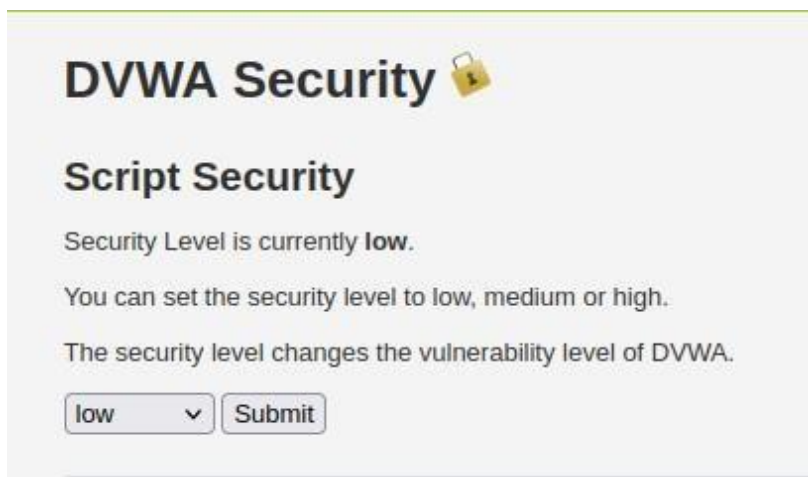 DVWA Security
Script Security
Security Level is currently low.
You can set the security level to low, medium or high.
The security level changes the vulnerability level of DVWA.
low Submit